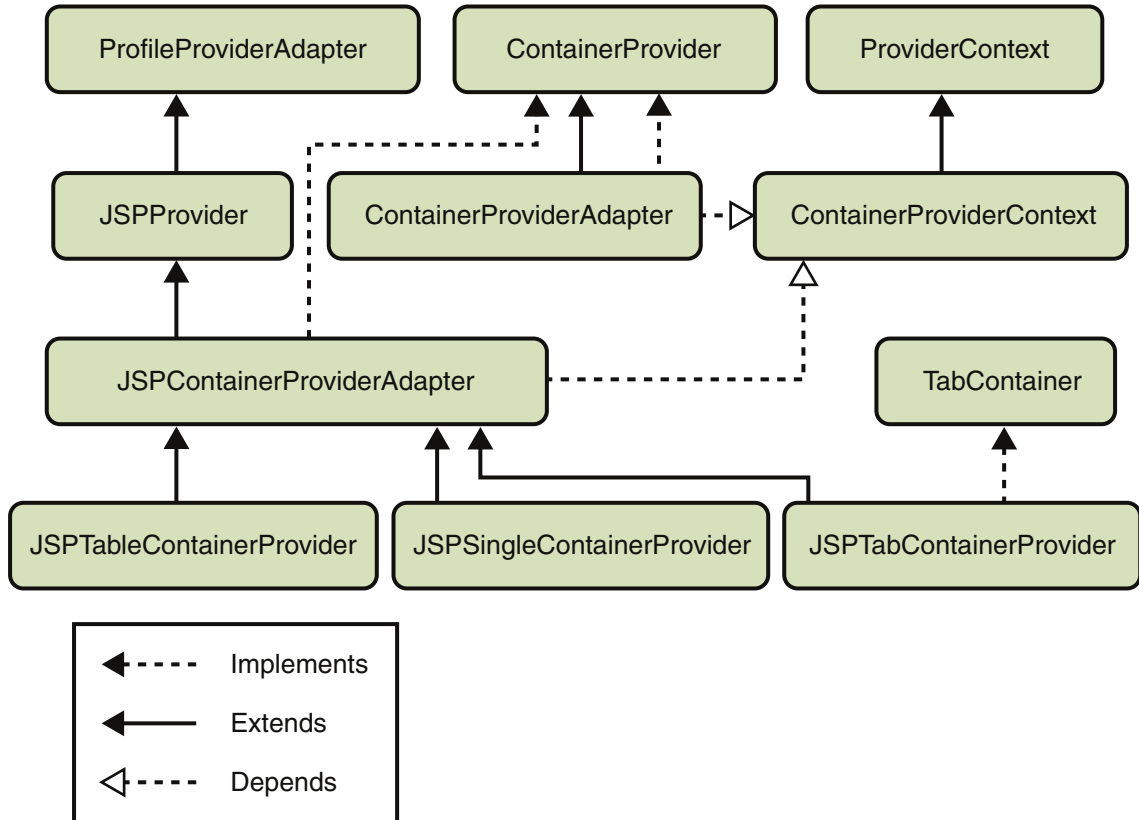 ProfileProviderAdapter
ContainerProvider
ProviderContext
JSPProvider
ContainerProviderAdapter
ContainerProviderContext
JSPContainerProviderAdapter
TabContainer
JSPTableContainerProvider
JSPSingleContainerProvider
JSPTabContainerProvider
Implements
Extends
Depends